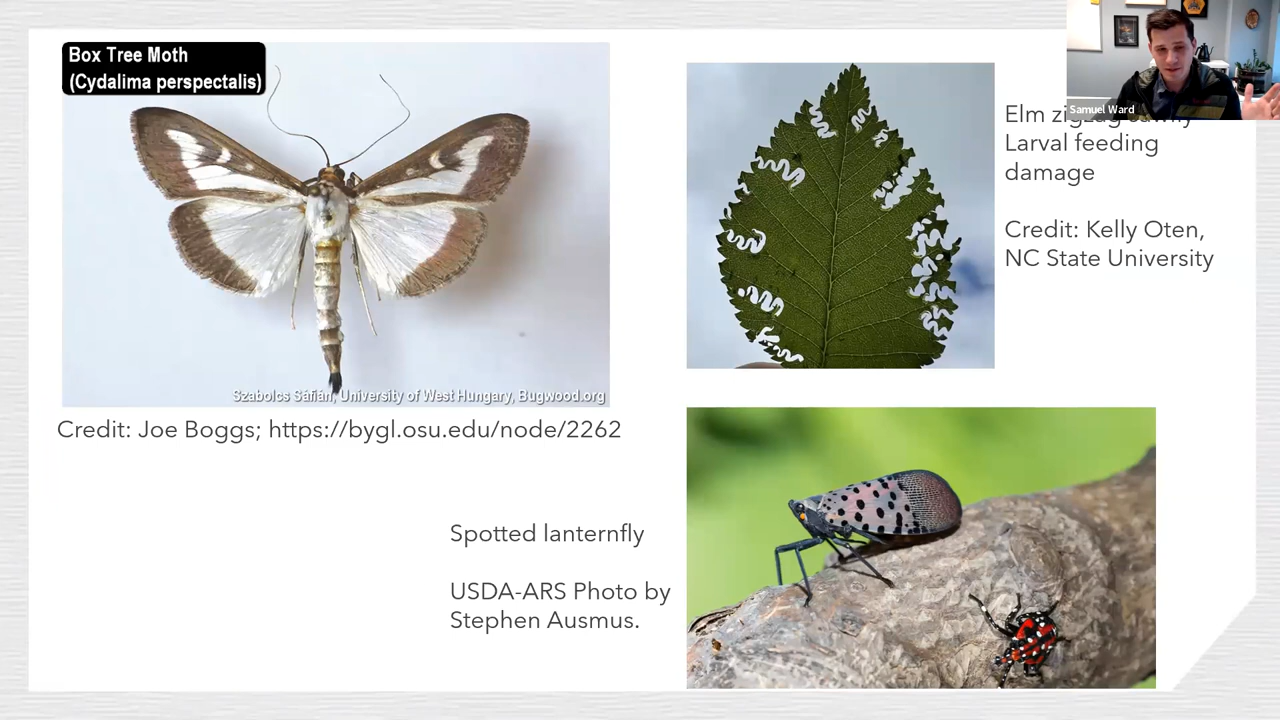 Box Tree Moth
(Cydalima perspectalis)
Szabolcs Sáfián, University of West Hungary, Bugwood.org
Credit: Joe Boggs; https://bygl.osu.edu/node/2262
Samuel Ward
Elm zigzag sawfly
Larval feeding
damage
Credit: Kelly Oten,
NC State University
Spotted lanternfly
USDA-ARS Photo by
Stephen Ausmus.